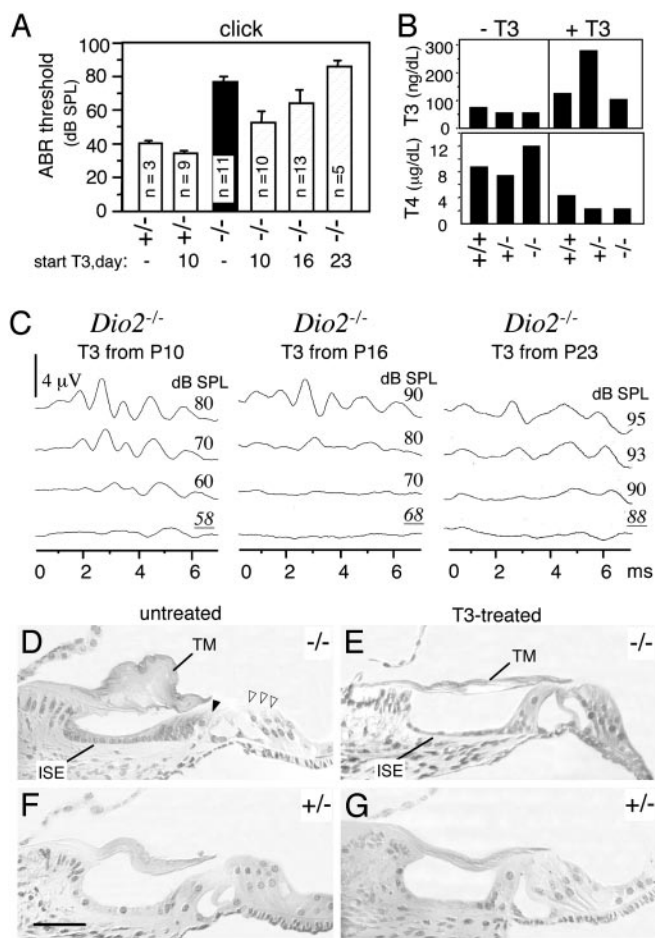 A
click
ABR threshold
(dB SPL)
100
80
60
40
20
0
n = 3
n = 9
n =11
n =10
n =13
n =5
+/- +/- -/- -/- -/- -/-
start T3,day: - 10 - 10 16 23
B
- T3 + T3
T3 (ng/dL)
300
200
100
0
T4 (µg/dL)
12
8
4
0
+/+ +/- -/- +/+ +/- -/-
C
Dio2-/- Dio2-/- Dio2-/-
T3 from P10 T3 from P16 T3 from P23
4 µV
dB SPL dB SPL dB SPL
80 90 95
70 80 93
60 70 90
58 68 88
0 2 4 6 0 2 4 6 0 2 4 6 ms
untreated T3-treated
D TM -/-
ISE
E TM -/-
ISE
F +/-
G +/-